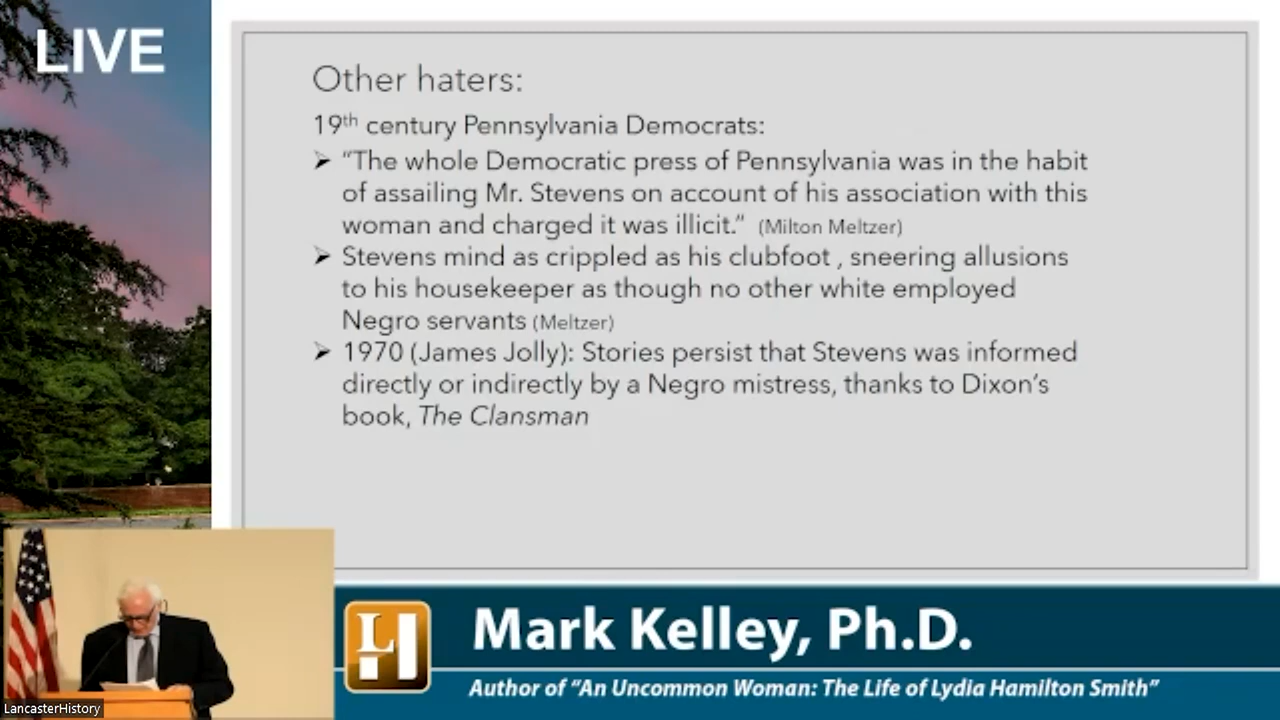 LIVE
Other haters:
19th century Pennsylvania Democrats:
➤ “The whole Democratic press of Pennsylvania was in the habit
of assailing Mr. Stevens on account of his association with this
woman and charged it was illicit.” (Milton Meltzer)
➤ Stevens mind as crippled as his clubfoot , sneering allusions
to his housekeeper as though no other white employed
Negro servants (Meltzer)
➤ 1970 (James Jolly): Stories persist that Stevens was informed
directly or indirectly by a Negro mistress, thanks to Dixon’s
book, The Clansman
LH
Mark Kelley, Ph.D.
Author of “An Uncommon Woman: The Life of Lydia Hamilton Smith”
LancasterHistory